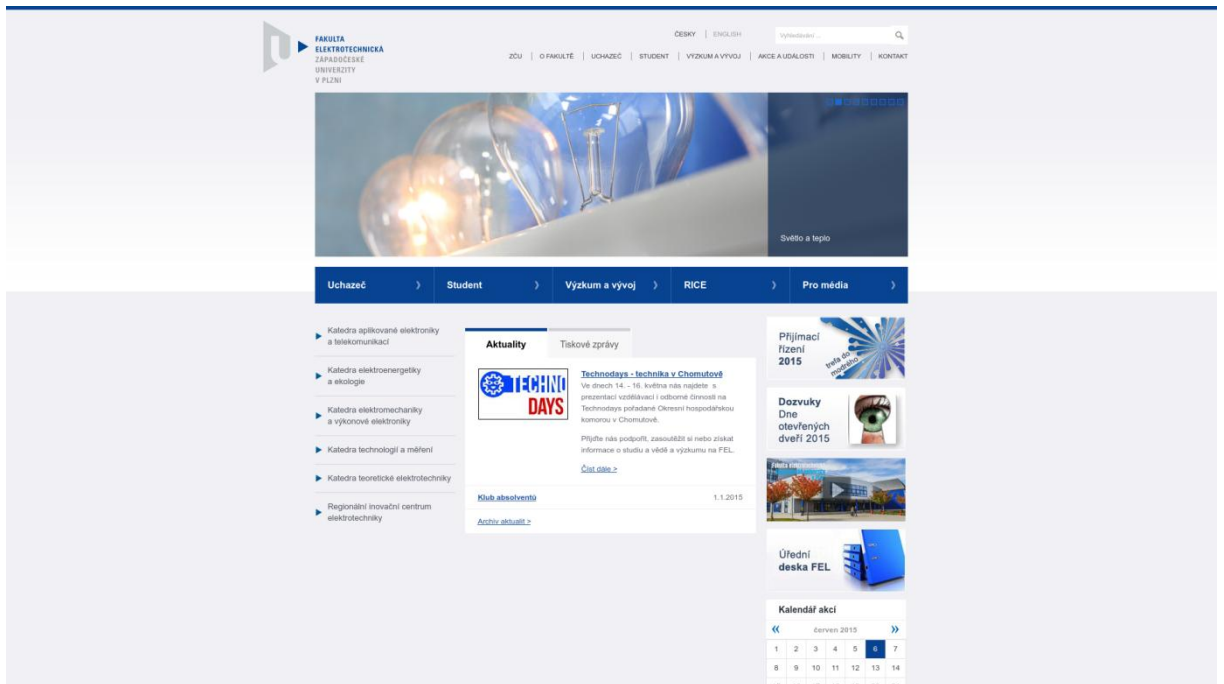 FAKULTA
ELEKTROTECHNICKÁ
ZÁPADOČESKÉ
UNIVERZITY
V PLZNI
ČESKY | ENGLISH
Vyhledávání ...
ZČU | O FAKULTĚ | UCHAZEČ | STUDENT | VÝZKUM A VÝVOJ | AKCE A UDÁLOSTI | MOBILITY | KONTAKT
Světlo a teplo
Uchazeč
Student
Výzkum a vývoj
RICE
Pro média
Katedra aplikované elektroniky
a telekomunikací
Katedra elektroenergetiky
a ekologie
Katedra elektromechaniky
a výkonové elektroniky
Katedra technologií a měření
Katedra teoretické elektrotechniky
Regionální inovační centrum
elektrotechniky
Aktuality
Tiskové zprávy
TECHNO
DAYS
Technodays - technika v Chomutově
Ve dnech 14. - 16. května nás najdete s
prezentací vzdělávací i odborné činnosti na
Technodays pořádané Okresní hospodářskou
komorou v Chomutově.
Přijďte nás podpořit, zasoutěžit si nebo získat
informace o studiu a vědě a výzkumu na FEL.
Číst dále >
Klub absolventů 1.1.2015
Archiv aktualit >
Přijímací
řízení
2015
trefa do
modrého
Dozvuky
Dne
otevřených
dveří 2015
Fakulta elektrotechnická
Úřední
deska FEL
Kalendář akcí
« červen 2015 »
1 2 3 4 5 6 7
8 9 10 11 12 13 14